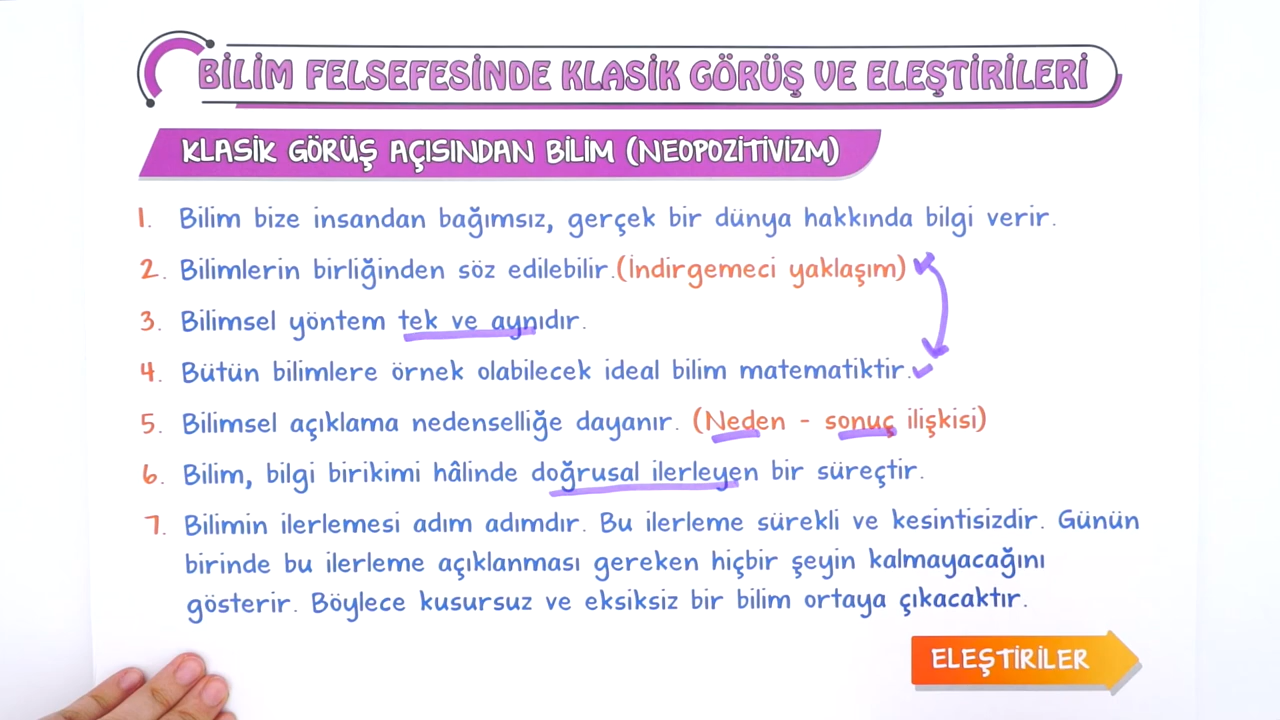 BİLİM FELSEFESİNDE KLASİK GÖRÜŞ VE ELEŞTİRİLERİ
KLASİK GÖRÜŞ AÇISINDAN BİLİM (NEOPOZİTİVİZM)
1. Bilim bize insandan bağımsız, gerçek bir dünya hakkında bilgi verir.
2. Bilimlerin birliğinden söz edilebilir.(İndirgemeci yaklaşım)
3. Bilimsel yöntem tek ve aynıdır.
4. Bütün bilimlere örnek olabilecek ideal bilim matematiktir.
5. Bilimsel açıklama nedenselliğe dayanır. (Neden - sonuç ilişkisi)
6. Bilim, bilgi birikimi hâlinde doğrusal ilerleyen bir süreçtir.
7. Bilimin ilerlemesi adım adımdır. Bu ilerleme sürekli ve kesintisizdir. Günün
birinde bu ilerleme açıklanması gereken hiçbir şeyin kalmayacağını
gösterir. Böylece kusursuz ve eksiksiz bir bilim ortaya çıkacaktır.
ELEŞTİRİLER